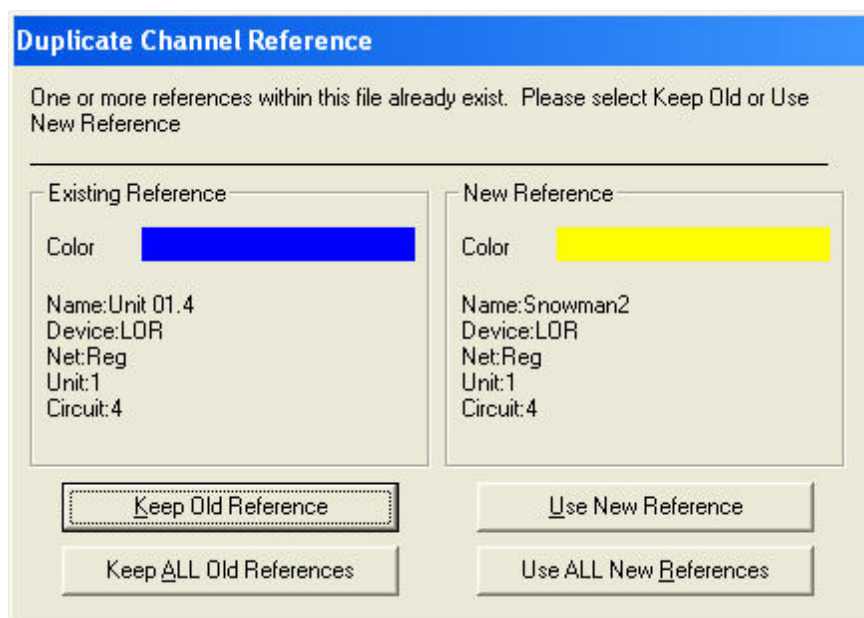 Duplicate Channel Reference
One or more references within this file already exist.  Please select Keep Old or Use
New Reference
Existing Reference
Color
Name:Unit 01.4
Device:LOR
Net:Reg
Unit:1
Circuit:4
New Reference
Color
Name:Snowman2
Device:LOR
Net:Reg
Unit:1
Circuit:4
Keep Old Reference
Use New Reference
Keep ALL Old References
Use ALL New References